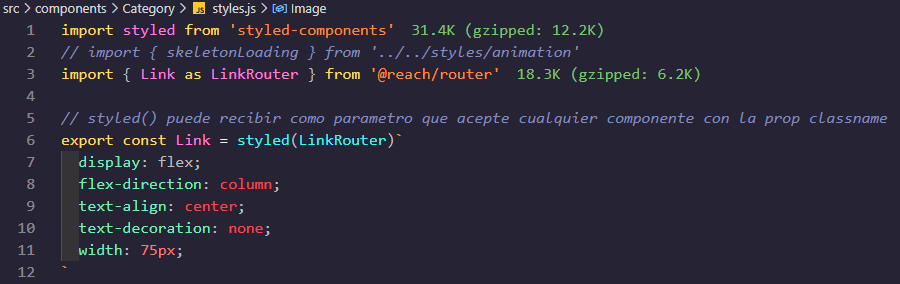 src > components > Category > JS styles.js > Image
1 import styled from 'styled-components' 31.4K (gzipped: 12.2K)
2 // import { skeletonLoading } from '../../styles/animation'
3 import { Link as LinkRouter } from '@reach/router' 18.3K (gzipped: 6.2K)
4
5 // styled() puede recibir como parametro que acepte cualquier componente con la prop classname
6 export const Link = styled(LinkRouter)`
7 display: flex;
8 flex-direction: column;
9 text-align: center;
10 text-decoration: none;
11 width: 75px;
12 `